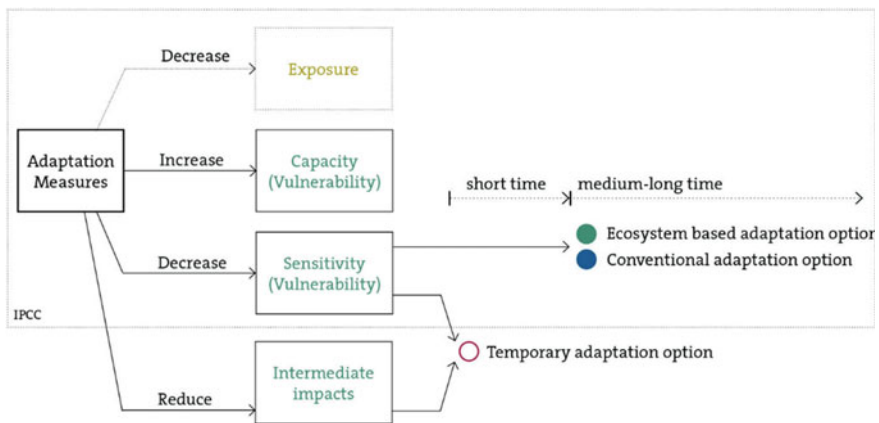 Decrease
Exposure
Adaptation
Measures
Increase
Capacity
(Vulnerability)
short time
medium-long time
Decrease
Sensitivity
(Vulnerability)
Ecosystem based adaptation option
Conventional adaptation option
IPCC
Temporary adaptation option
Reduce
Intermediate
impacts